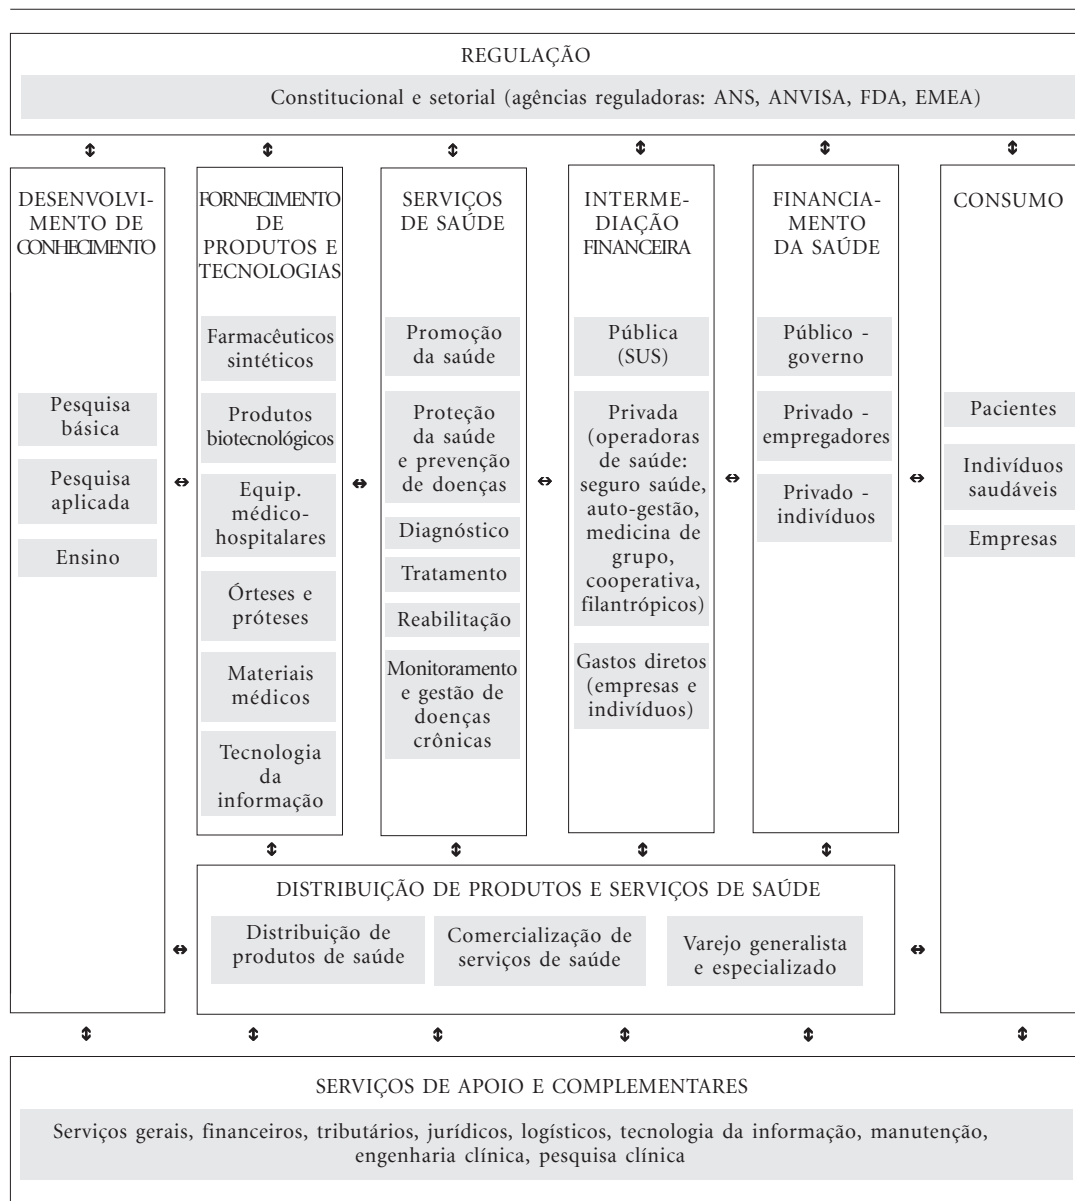 REGULAÇÃO
Constitucional e setorial (agências reguladoras: ANS, ANVISA, FDA, EMEA)
DESENVOLVI-
MENTO DE
CONHECIMENTO
Pesquisa
básica
Pesquisa
aplicada
Ensino
FORNECIMENTO
DE
PRODUTOS E
TECNOLOGIAS
Farmacêuticos
sintéticos
Produtos
biotecnológicos
Equip.
médico-
hospitalares
Órteses e
próteses
Materiais
médicos
Tecnologia
da
informação
SERVIÇOS
DE SAÚDE
Promoção
da saúde
Proteção
da saúde
e prevenção
de doenças
Diagnóstico
Tratamento
Reabilitação
Monitoramento
e gestão de
doenças
crônicas
INTERME-
DIAÇÃO
FINANCEIRA
Pública
(SUS)
Privada
(operadoras
de saúde:
seguro saúde,
auto-gestão,
medicina de
grupo,
cooperativa,
filantrópicos)
Gastos diretos
(empresas e
indivíduos)
FINANCIA-
MENTO
DA SAÚDE
Público -
governo
Privado -
empregadores
Privado -
indivíduos
CONSUMO
Pacientes
Indivíduos
saudáveis
Empresas
DISTRIBUIÇÃO DE PRODUTOS E SERVIÇOS DE SAÚDE
Distribuição de
produtos de saúde
Comercialização de
serviços de saúde
Varejo generalista
e especializado
SERVIÇOS DE APOIO E COMPLEMENTARES
Serviços gerais, financeiros, tributários, jurídicos, logísticos, tecnologia da informação, manutenção,
engenharia clínica, pesquisa clínica